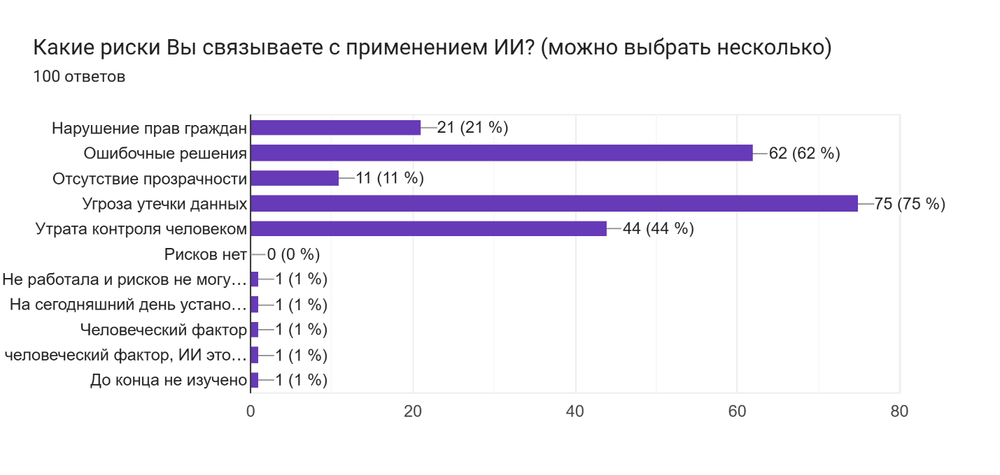 Какие риски Вы связываете с применением ИИ? (можно выбрать несколько)
100 ответов
Нарушение прав граждан 21 (21 %)
Ошибочные решения 62 (62 %)
Отсутствие прозрачности 11 (11 %)
Угроза утечки данных 75 (75 %)
Утрата контроля человеком 44 (44 %)
Рисков нет 0 (0 %)
Не работала и рисков не могу… 1 (1 %)
На сегодняшний день устано… 1 (1 %)
Человеческий фактор 1 (1 %)
человеческий фактор, ИИ это… 1 (1 %)
До конца не изучено 1 (1 %)
0 20 40 60 80